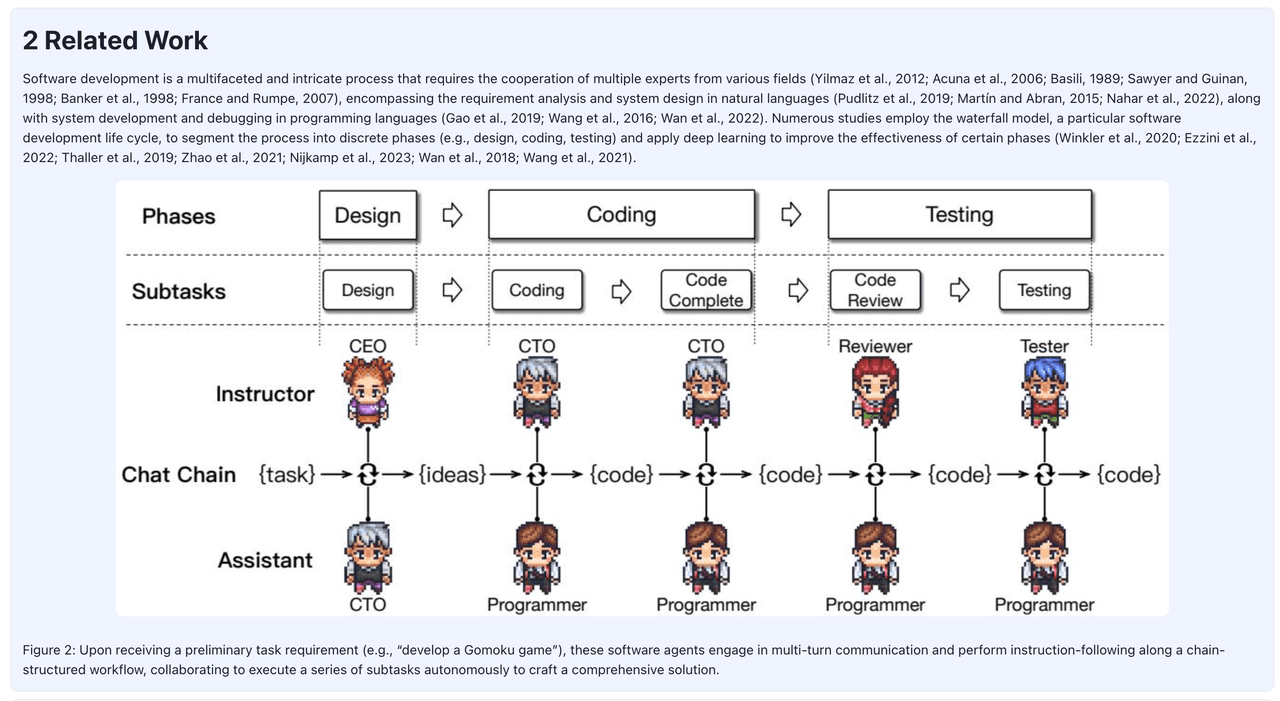 2 Related Work
Software development is a multifaceted and intricate process that requires the cooperation of multiple experts from various fields (Yilmaz et al., 2012; Acuna et al., 2006; Basili, 1989; Sawyer and Guinan,
1998; Banker et al., 1998; France and Rumpe, 2007), encompassing the requirement analysis and system design in natural languages (Pudlitz et al., 2019; Martín and Abran, 2015; Nahar et al., 2022), along
with system development and debugging in programming languages (Gao et al., 2019; Wang et al., 2016; Wan et al., 2022). Numerous studies employ the waterfall model, a particular software
development life cycle, to segment the process into discrete phases (e.g., design, coding, testing) and apply deep learning to improve the effectiveness of certain phases (Winkler et al., 2020; Ezzini et al.,
2022; Thaller et al., 2019; Zhao et al., 2021; Nijkamp et al., 2023; Wan et al., 2018; Wang et al., 2021).
Phases Design Coding Testing
Subtasks Design Coding Code Complete Code Review Testing
CEO CTO CTO Reviewer Tester
Instructor
Chat Chain {task} {ideas} {code} {code} {code} {code}
Assistant
CTO Programmer Programmer Programmer Programmer
Figure 2: Upon receiving a preliminary task requirement (e.g., “develop a Gomoku game”), these software agents engage in multi-turn communication and perform instruction-following along a chain-
structured workflow, collaborating to execute a series of subtasks autonomously to craft a comprehensive solution.